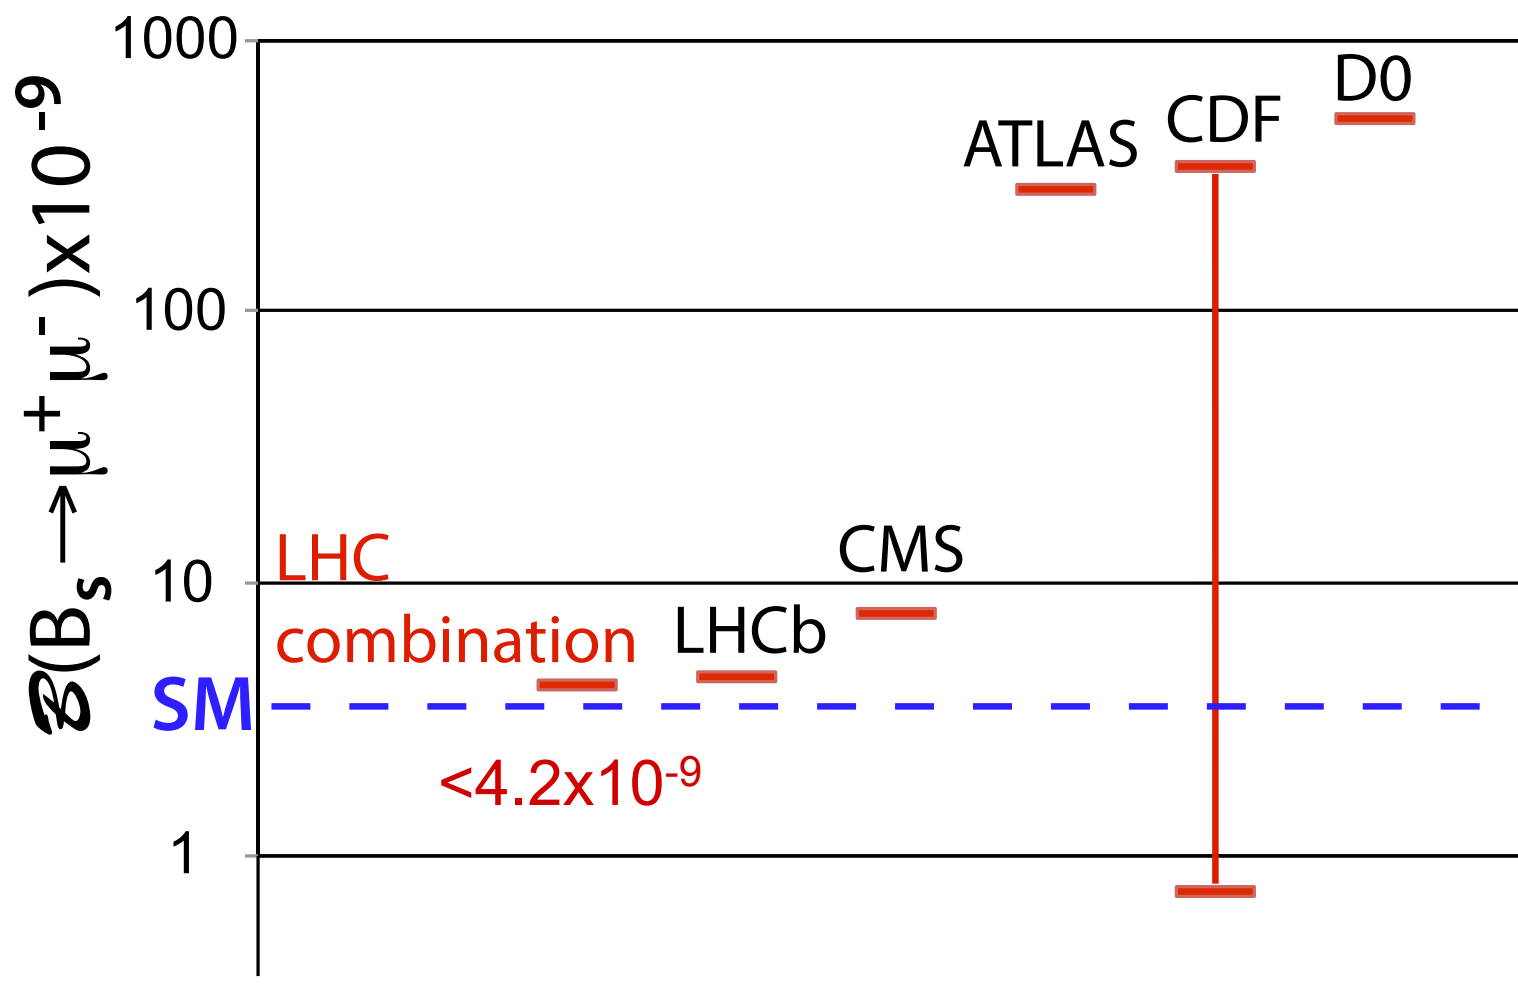 ℬ(Bₛ→μ⁺μ⁻)x10⁻⁹
1000
100
10
1
SM
LHC
combination
<4.2x10⁻⁹
LHCb
CMS
ATLAS
CDF
D0